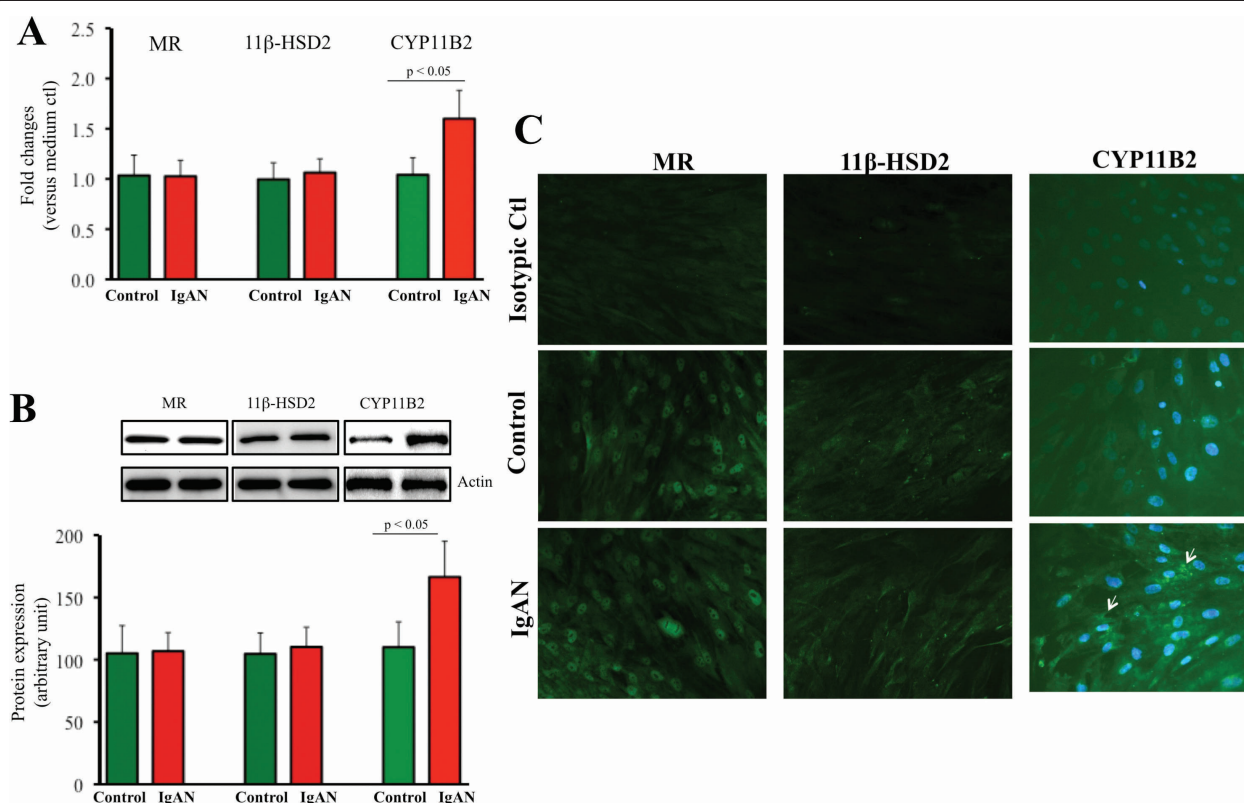 A
MR 11β-HSD2 CYP11B2
p < 0.05
Fold changes
(versus medium ctl)
2.5
2.0
1.5
1.0
0.5
0.0
Control IgAN Control IgAN Control IgAN
B
MR 11β-HSD2 CYP11B2
Actin
p < 0.05
Protein expression
(arbitrary unit)
200
150
100
50
0
Control IgAN Control IgAN Control IgAN
C
MR 11β-HSD2 CYP11B2
Isotypic Ctl
Control
IgAN